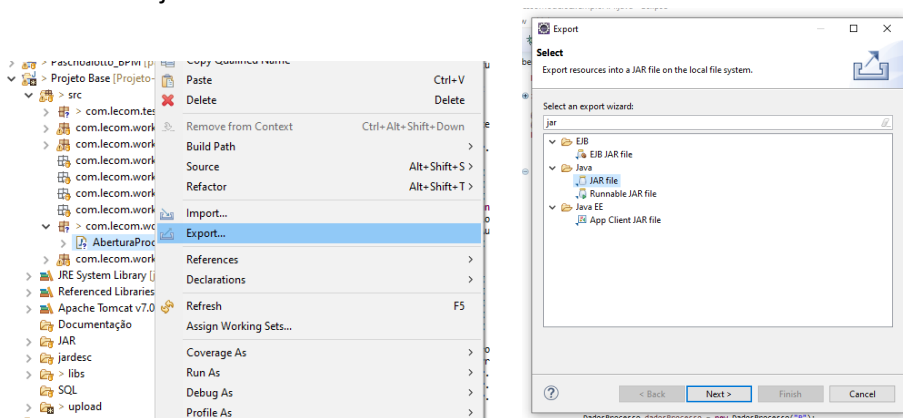 > Paschoalotto_BPM [p
> Projeto Base [Projeto-
> src
> com.lecom.tes
> com.lecom.work
com.lecom.work
com.lecom.work
com.lecom.work
com.lecom.work
com.lecom.work
> com.lecom.wo
AberturaProc
com.lecom.work
JRE System Library [j
Referenced Libraries
Apache Tomcat v7.0
Documentação
JAR
jardesc
> libs
SQL
> upload
Copy Qualified Name
Paste Ctrl+V
Delete Delete
Remove from Context Ctrl+Alt+Shift+Down
Build Path >
Source Alt+Shift+S >
Refactor Alt+Shift+T >
Import...
Export...
References >
Declarations >
Refresh F5
Assign Working Sets...
Coverage As >
Run As >
Debug As >
Profile As >
Export
Select
Export resources into a JAR file on the local file system.
Select an export wizard:
jar
EJB
EJB JAR file
Java
JAR file
Runnable JAR file
Java EE
App Client JAR file
< Back
Next >
Finish
Cancel
DadosProcesso dadosProcesso = new DadosProcesso("P");